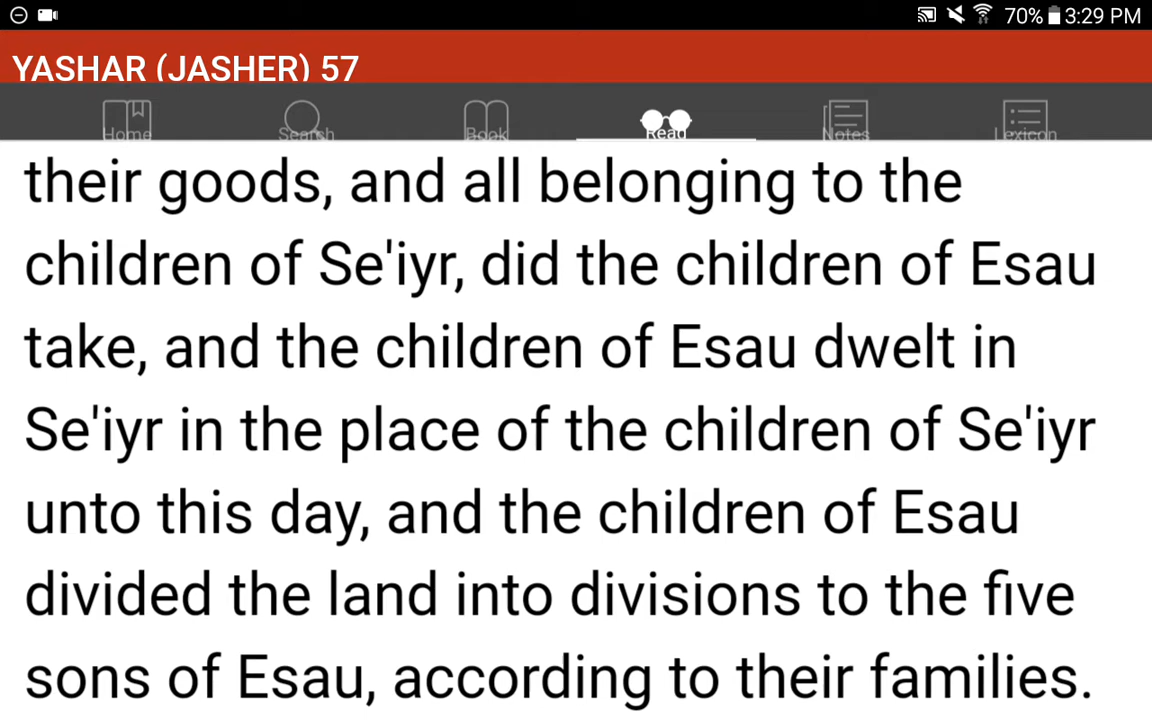 70% 3:29 PM
YASHAR (JASHER) 57
Home Search Book Read Notes Lexicon
their goods, and all belonging to the
children of Se'iyr, did the children of Esau
take, and the children of Esau dwelt in
Se'iyr in the place of the children of Se'iyr
unto this day, and the children of Esau
divided the land into divisions to the five
sons of Esau, according to their families.